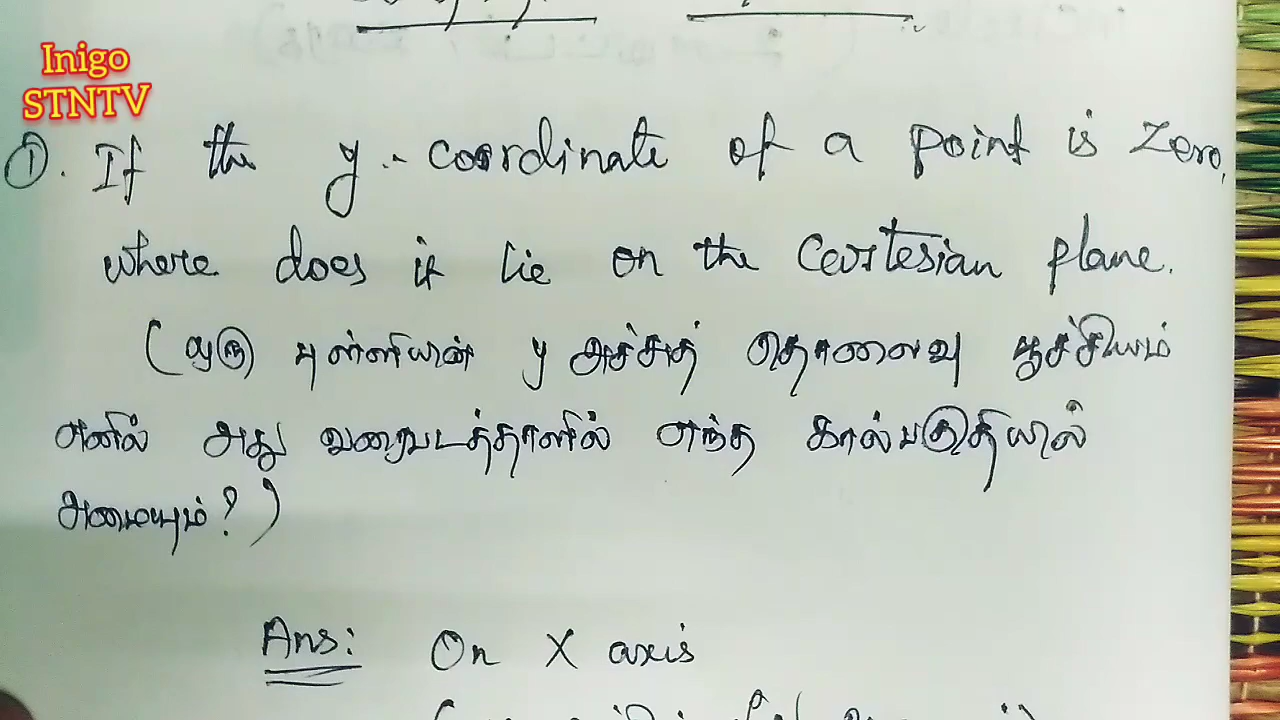 Inigo
STNTV
①. If the y-coordinate of a point is zero,
where does it lie on the Cartesian plane.
(ஒரு புள்ளியின் y அச்சுத் தொலைவு பூச்சியம்
எனில் அது வரைபடத்தாளில் எந்த கால்பகுதியில்
அமையும்?)
Ans: On X axis